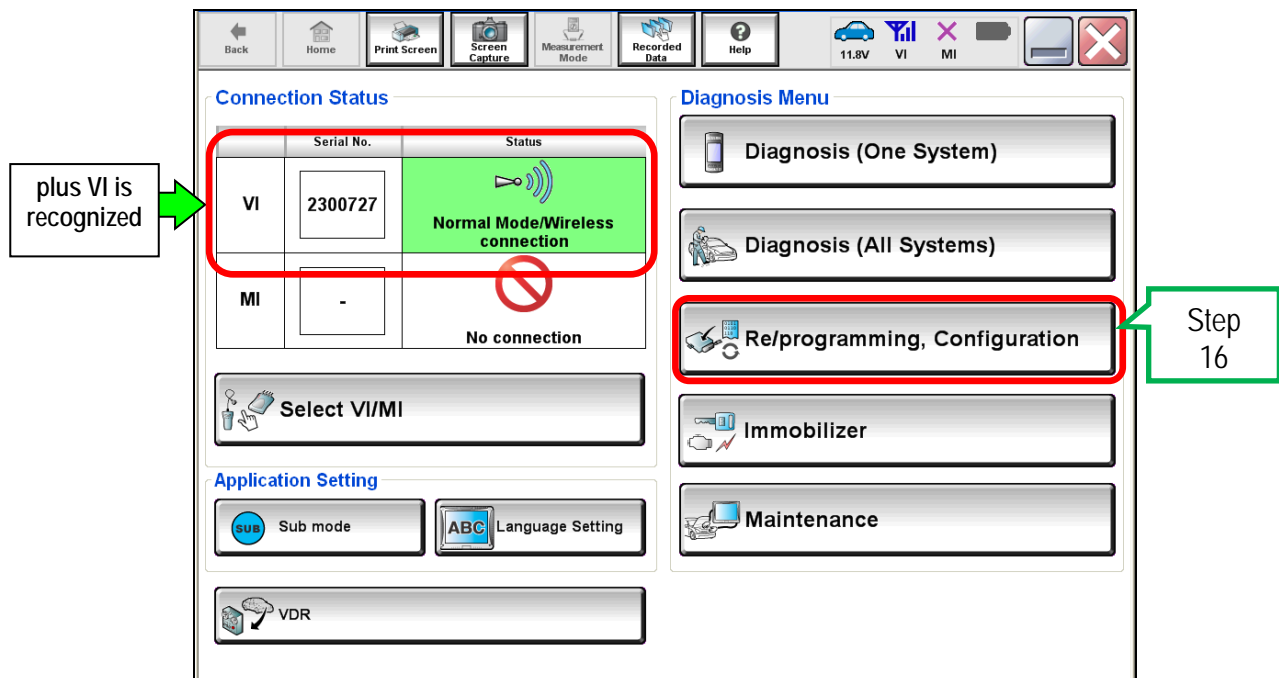 Back
Home
Print Screen
Screen
Capture
Measurement
Mode
Recorded
Data
Help
11.8V
VI
MI
Connection Status
Serial No.
Status
VI
2300727
Normal Mode/Wireless
connection
MI
-
No connection
Select VI/MI
Application Setting
SUB
Sub mode
ABC
Language Setting
VDR
Diagnosis Menu
Diagnosis (One System)
Diagnosis (All Systems)
Re/programming, Configuration
Immobilizer
Maintenance
plus VI is
recognized
Step
16